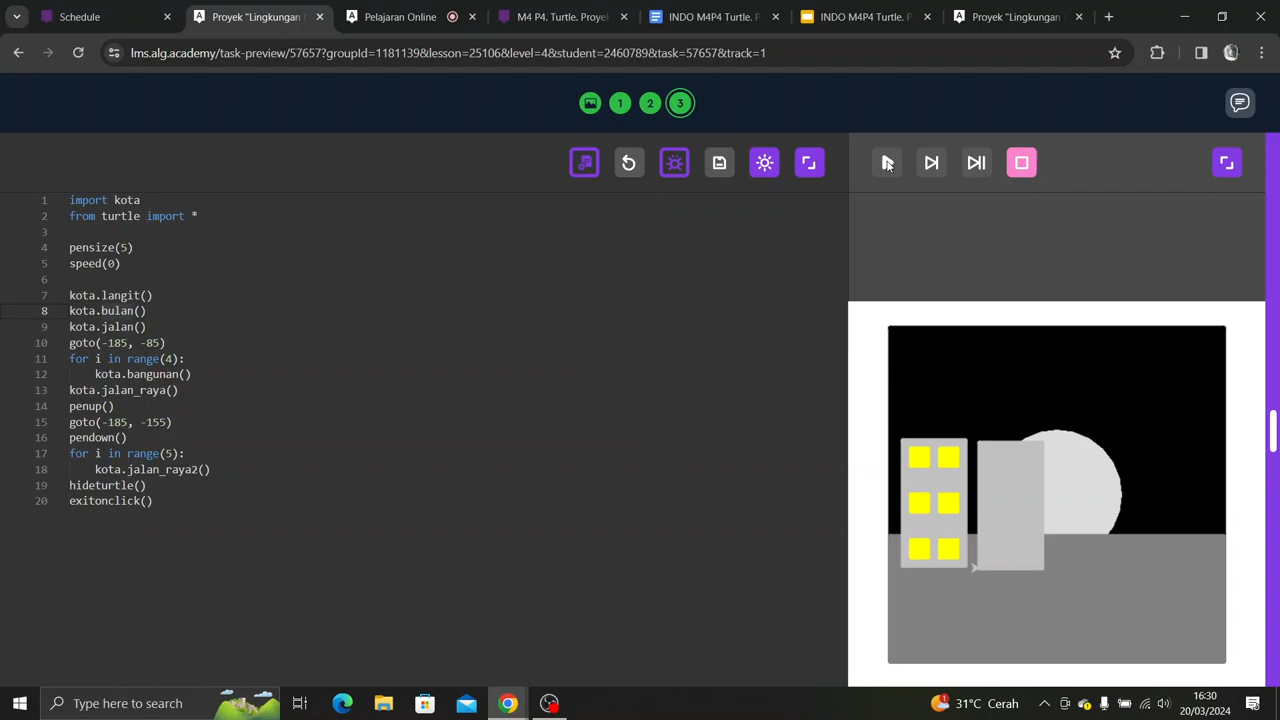 Schedule
Proyek "Lingkungan
Pelajaran Online
M4 P4. Turtle. Proye
INDO M4P4 Turtle. P
INDO M4P4 Turtle. P
Proyek "Lingkungan
lms.alg.academy/task-preview/57657?groupId=1181139&lesson=25106&level=4&student=2460789&task=57657&track=1
1 2 3
1 import kota
2 from turtle import *
3
4 pensize(5)
5 speed(0)
6
7 kota.langit()
8 kota.bulan()
9 kota.jalan()
10 goto(-185, -85)
11 for i in range(4):
12 kota.bangunan()
13 kota.jalan_raya()
14 penup()
15 goto(-185, -155)
16 pendown()
17 for i in range(5):
18 kota.jalan_raya2()
19 hideturtle()
20 exitonclick()
Type here to search
31°C Cerah
16:30
20/03/2024